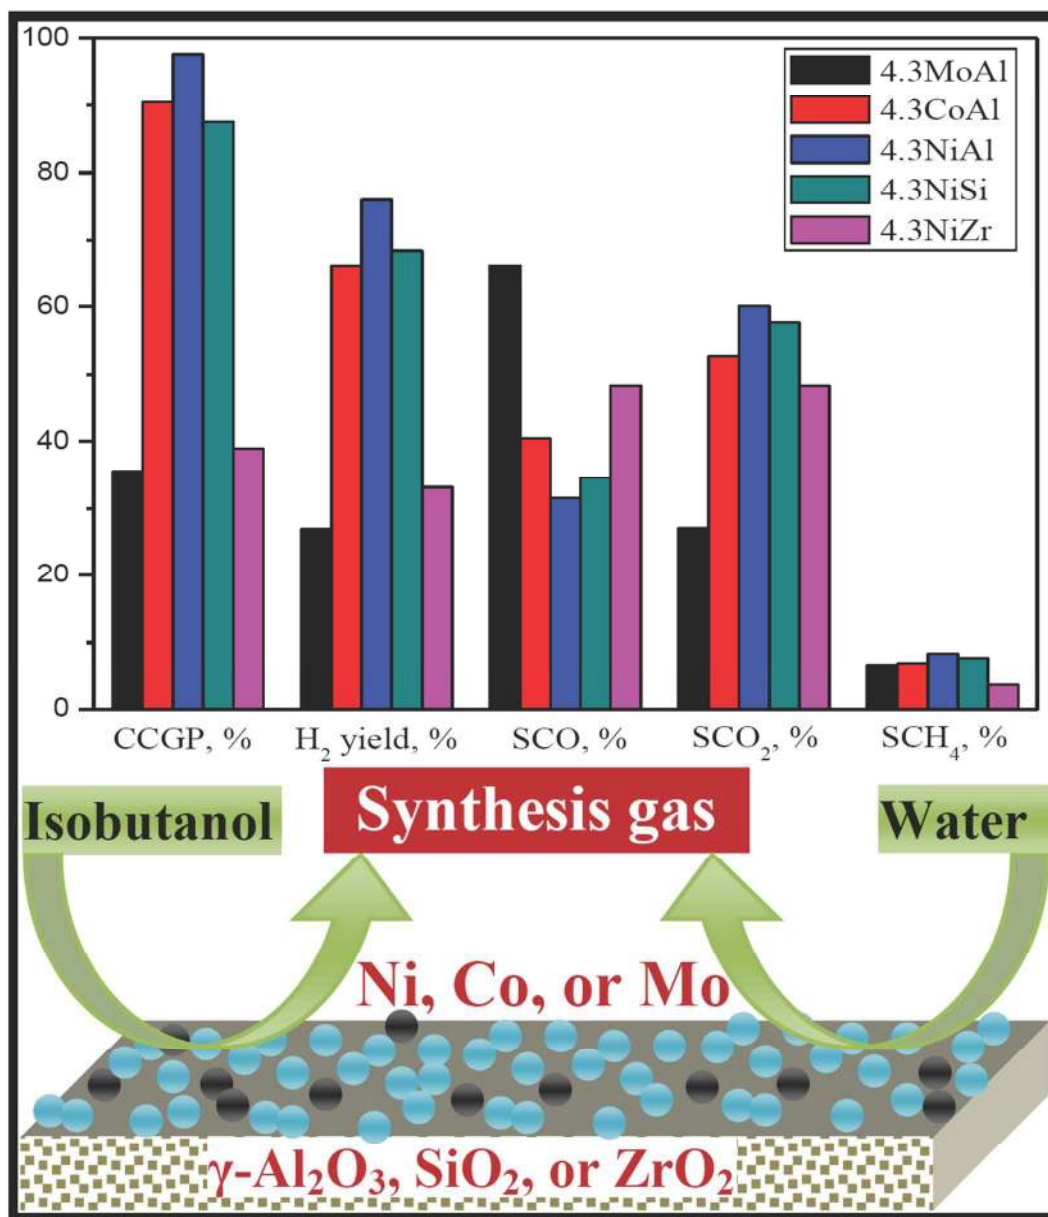 100
80
60
40
20
0
4.3MoAl
4.3CoAl
4.3NiAl
4.3NiSi
4.3NiZr
CCGP, %
H₂ yield, %
SCO, %
SCO₂, %
SCH₄, %
Isobutanol
Synthesis gas
Water
Ni, Co, or Mo
γ-Al₂O₃, SiO₂, or ZrO₂